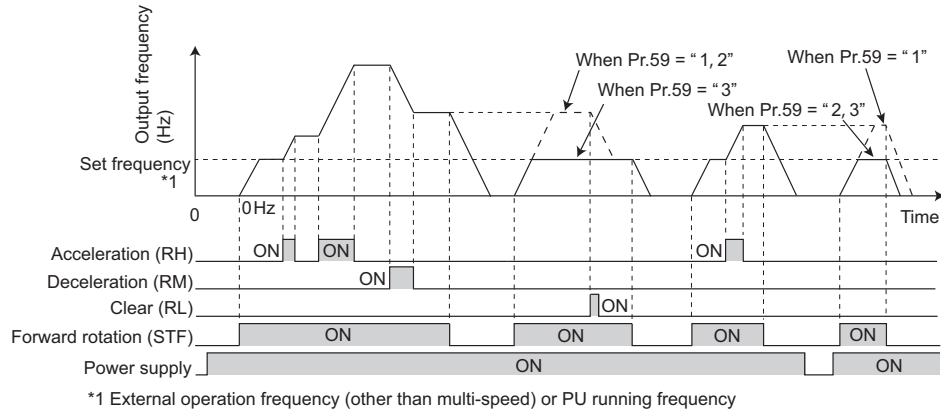 Output frequency
(Hz)
When Pr.59 = “ 1, 2”
When Pr.59 = “3”
When Pr.59 = “1”
When Pr.59 = “2, 3”
Set frequency
*1
0
0Hz
Time
Acceleration (RH)
ON
ON
ON
Deceleration (RM)
ON
Clear (RL)
ON
Forward rotation (STF)
ON
ON
ON
ON
Power supply
ON
ON
*1 External operation frequency (other than multi-speed) or PU running frequency